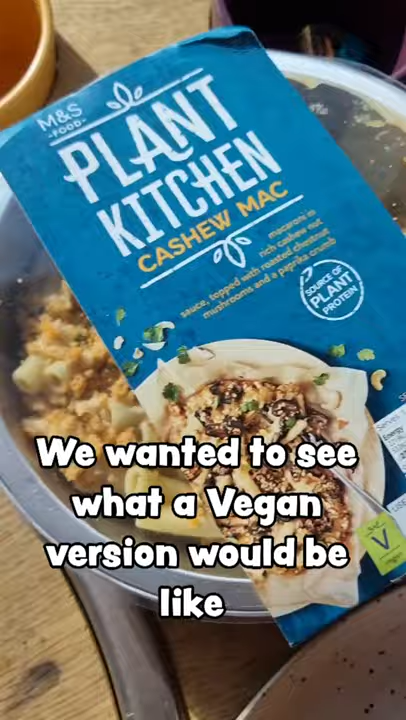 M&S
-FOOD-
PLANT
KITCHEN
CASHEW MAC
macaroni in
rich cashew nut
sauce, topped with roasted chestnut
mushrooms and a paprika crumb
SOURCE OF
PLANT
PROTEIN
Energy
V
We wanted to see
what a Vegan
version would be
like